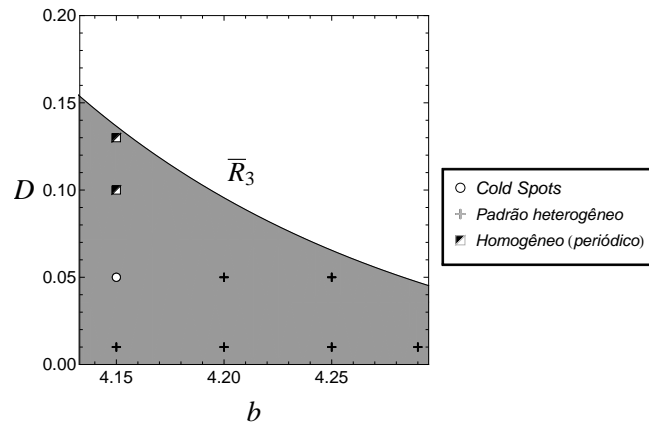 0.20
0.15
0.10
0.05
0.00
D
R̅₃
4.15
4.20
4.25
b
Cold Spots
Padrão heterogêneo
Homogêneo (periódico)